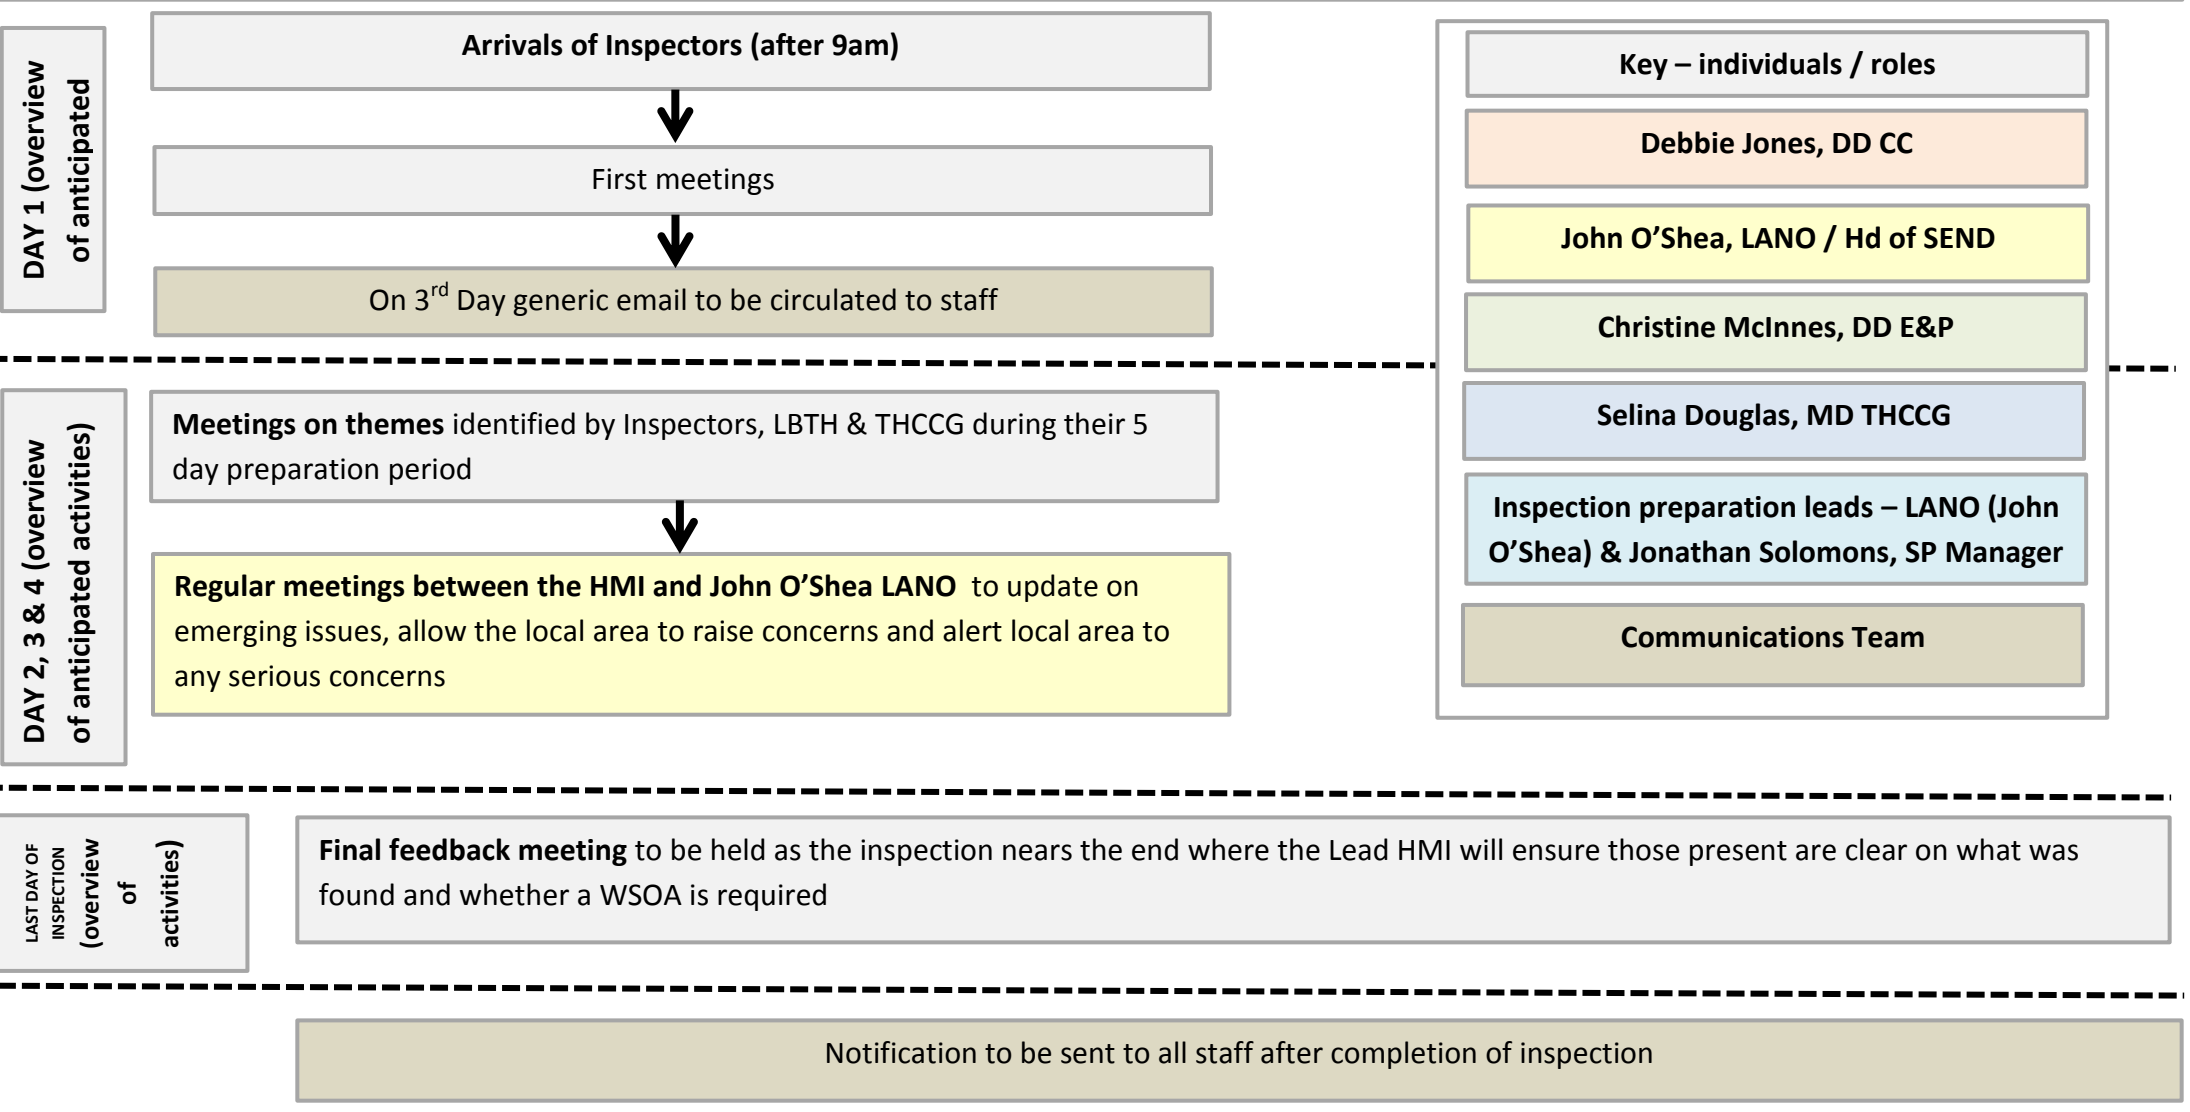 DAY 1 (overview
of anticipated
Arrivals of Inspectors (after 9am)
First meetings
On 3rd Day generic email to be circulated to staff
Key – individuals / roles
Debbie Jones, DD CC
John O’Shea, LANO / Hd of SEND
Christine McInnes, DD E&P
Selina Douglas, MD THCCG
Inspection preparation leads – LANO (John
O’Shea) & Jonathan Solomons, SP Manager
Communications Team
DAY 2, 3 & 4 (overview
of anticipated activities)
Meetings on themes identified by Inspectors, LBTH & THCCG during their 5
day preparation period
Regular meetings between the HMI and John O’Shea LANO to update on
emerging issues, allow the local area to raise concerns and alert local area to
any serious concerns
LAST DAY OF
INSPECTION
(overview
of
activities)
Final feedback meeting to be held as the inspection nears the end where the Lead HMI will ensure those present are clear on what was
found and whether a WSOA is required
Notification to be sent to all staff after completion of inspection